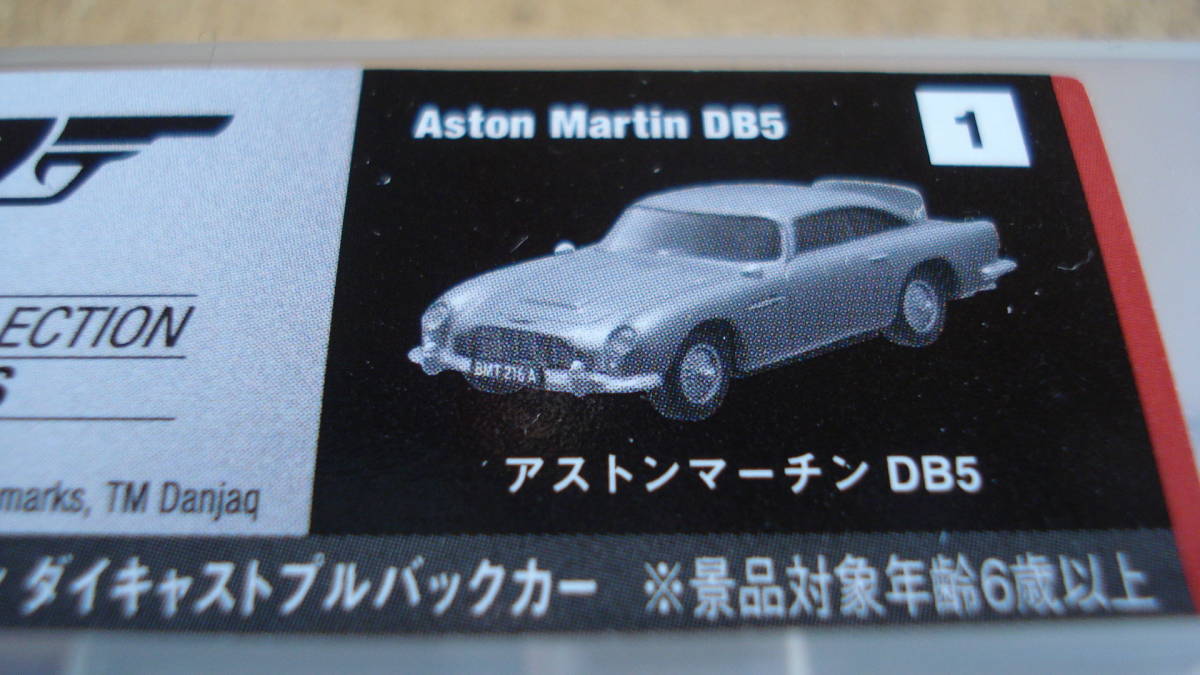 Aston Martin DB5
1
BMT 216 A
ECTION
S
アストンマーチン DB5
marks, TM Danjaq
ダイキャストプルバックカー ※景品対象年齢6歳以上